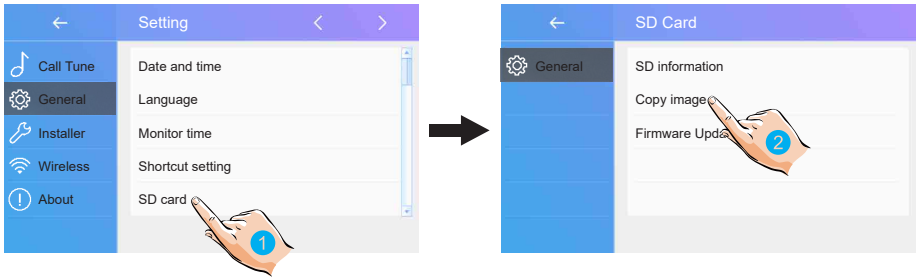 Setting
Call Tune
General
Installer
Wireless
About
Date and time
Language
Monitor time
Shortcut setting
SD card
1
SD Card
General
SD information
Copy image
Firmware
2